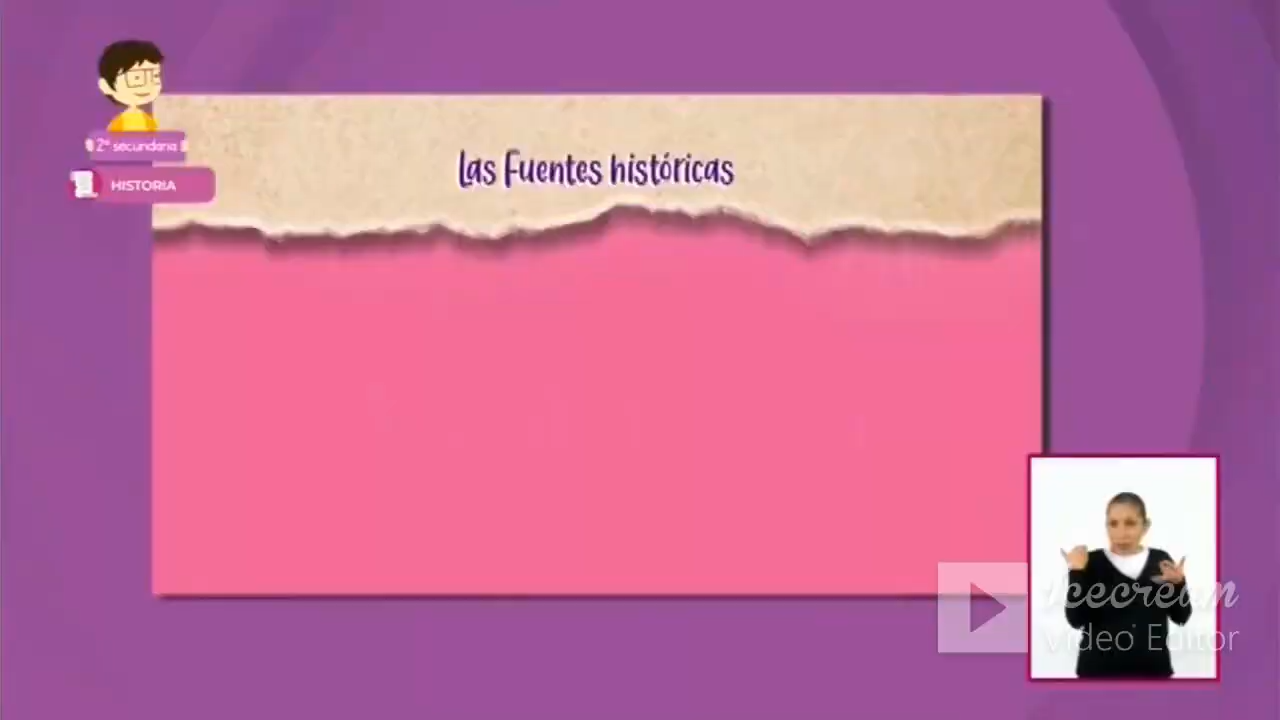 2° secundaria
HISTORIA
Las Fuentes históricas
icecream
Video Editor